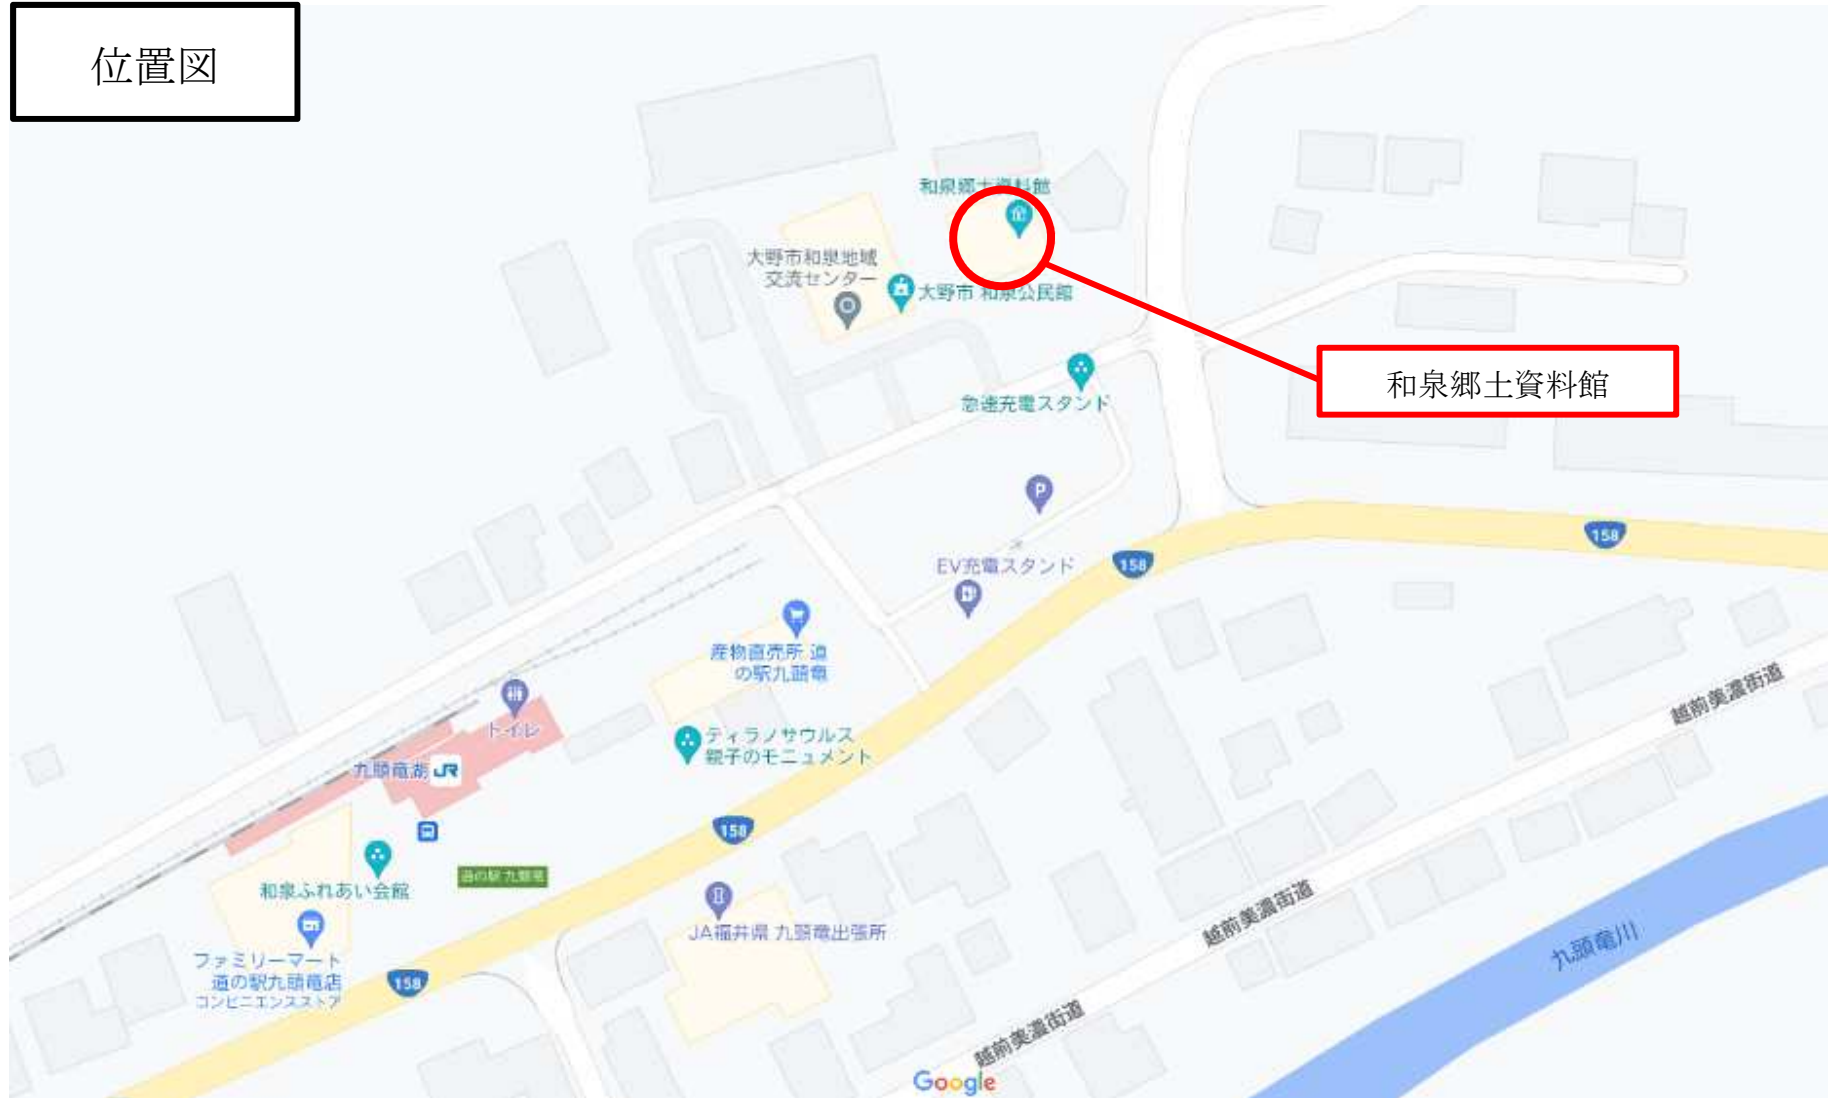 位置図
和泉郷土資料館
大野市和泉地域
交流センター
大野市 和泉公民館
和泉郷土資料館
急速充電スタンド
P
EV充電スタンド
158
158
産物直売所 道
の駅九頭竜
トイレ
ティラノサウルス
親子のモニュメント
九頭竜湖 JR
越前美濃街道
158
和泉ふれあい会館
道の駅 九頭竜
JA福井県 九頭竜出張所
越前美濃街道
九頭竜川
ファミリーマート
道の駅九頭竜店
コンビニエンスストア
158
越前美濃街道
Google